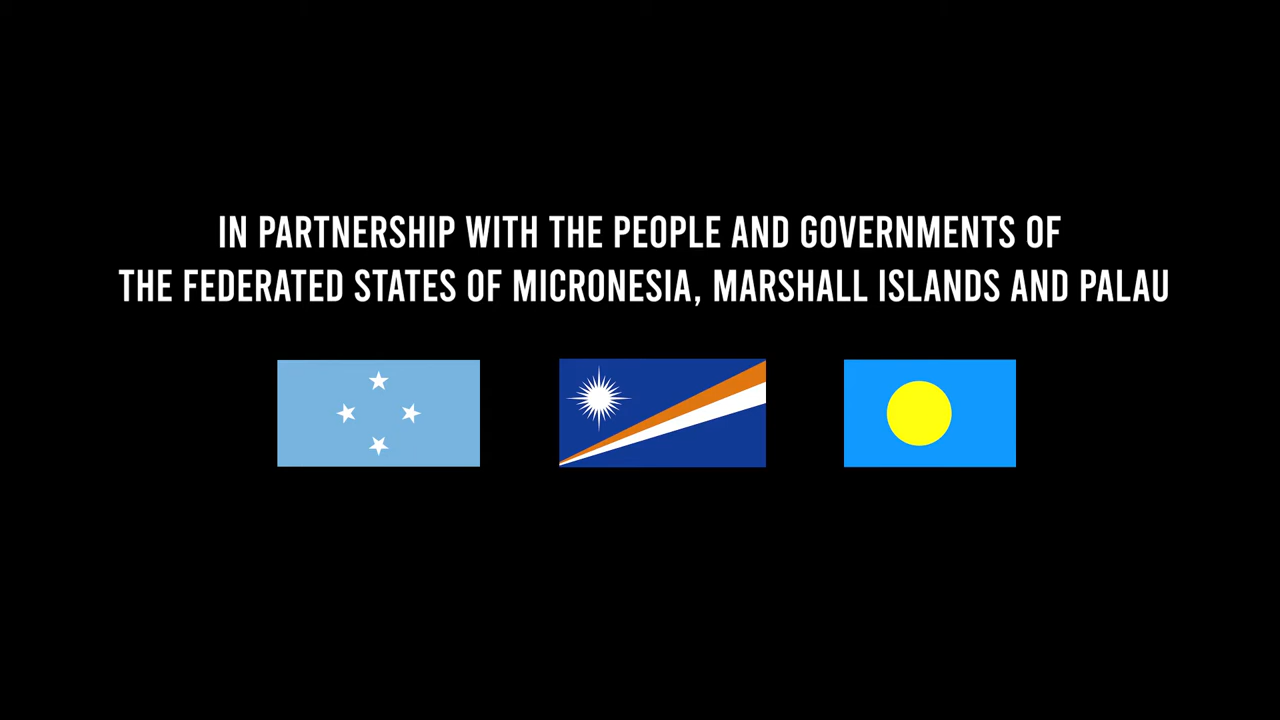 IN PARTNERSHIP WITH THE PEOPLE AND GOVERNMENTS OF
THE FEDERATED STATES OF MICRONESIA, MARSHALL ISLANDS AND PALAU